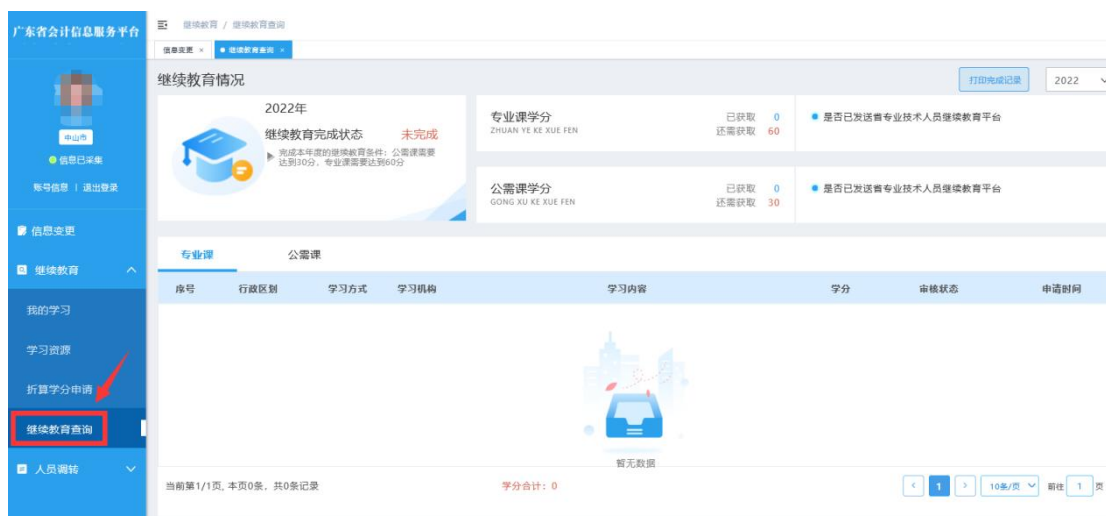 广东省会计信息服务平台
继续教育 / 继续教育查询
信息变更 ×
继续教育查询 ×
中山市
信息已采集
账号信息 | 退出登录
信息变更
继续教育
我的学习
学习资源
折算学分申请
继续教育查询
人员调转
继续教育情况
打印完成记录
2022
2022年
继续教育完成状态 未完成
完成本年度的继续教育条件：公需课需要
达到30分，专业课需要达到60分
专业课学分
ZHUAN YE KE XUE FEN
已获取 0
还需获取 60
是否已发送省专业技术人员继续教育平台
公需课学分
GONG XU KE XUE FEN
已获取 0
还需获取 30
是否已发送省专业技术人员继续教育平台
专业课 公需课
序号 行政区划 学习方式 学习机构 学习内容 学分 审核状态 申请时间
暂无数据
当前第1/1页, 本页0条, 共0条记录
学分合计: 0
< 1 > 10条/页 前往 1 页